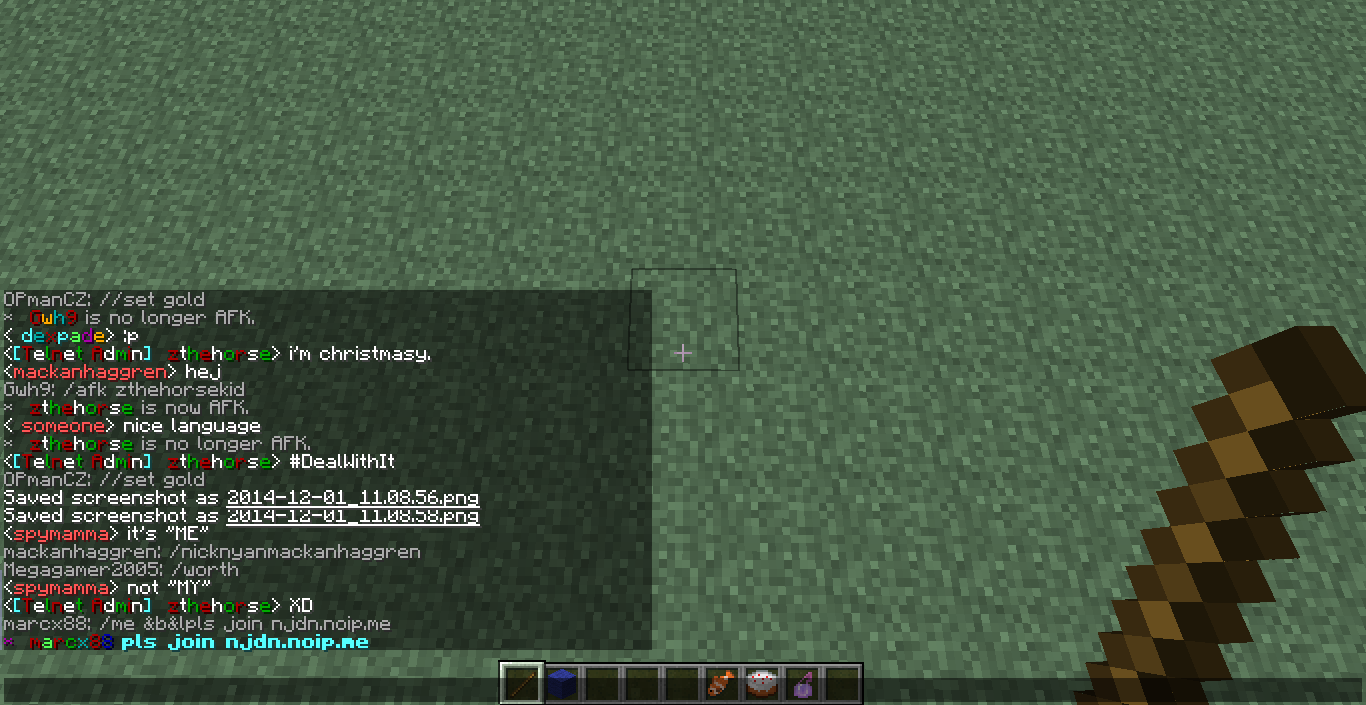 OPmanCZ: //set gold
* Gwh9 is no longer AFK.
< dexpade> :p
<[Telnet Admin] zthehorse> i'm christmasy.
<mackanhaggren> hej
Gwh9: /afk zthehorsekid
* zthehorse is now AFK.
< someone> nice language
* zthehorse is no longer AFK.
<[Telnet Admin] zthehorse> #DealWithIt
OPmanCZ: //set gold
Saved screenshot as 2014-12-01_11.08.56.png
Saved screenshot as 2014-12-01_11.08.58.png
<spymamma> it's "ME"
mackanhaggren: /nicknyanmackanhaggren
Megagamer2005: /worth
<spymamma> not "MY"
<[Telnet Admin] zthehorse> XD
marcx88: /me &b&lpls join njdn.noip.me
* marcx88 pls join njdn.noip.me